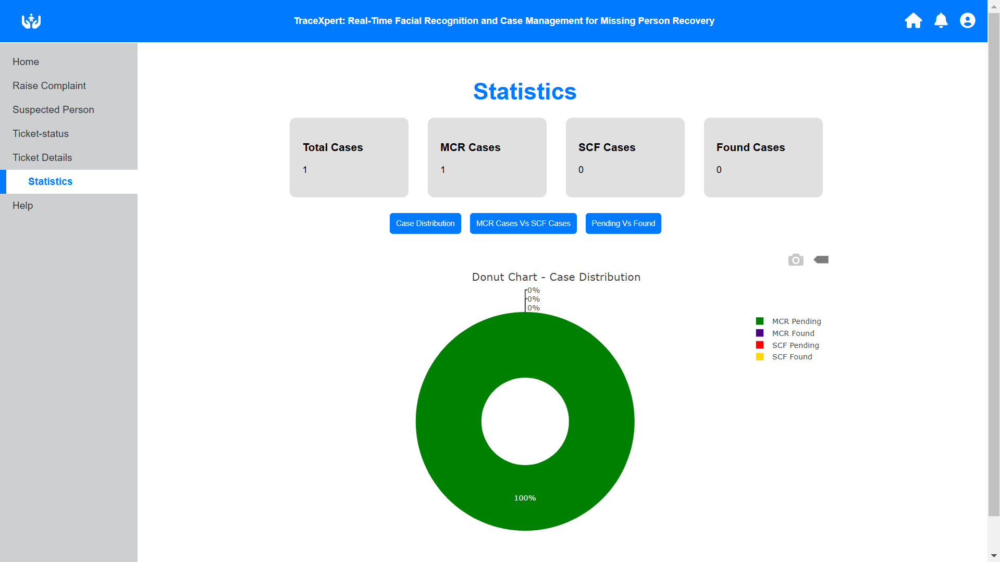 TraceXpert: Real-Time Facial Recognition and Case Management for Missing Person Recovery
Home
Raise Complaint
Suspected Person
Ticket-status
Ticket Details
Statistics
Help
Statistics
Total Cases
1
MCR Cases
1
SCF Cases
0
Found Cases
0
Case Distribution
MCR Cases Vs SCF Cases
Pending Vs Found
Donut Chart - Case Distribution
0%
0%
0%
100%
MCR Pending
MCR Found
SCF Pending
SCF Found